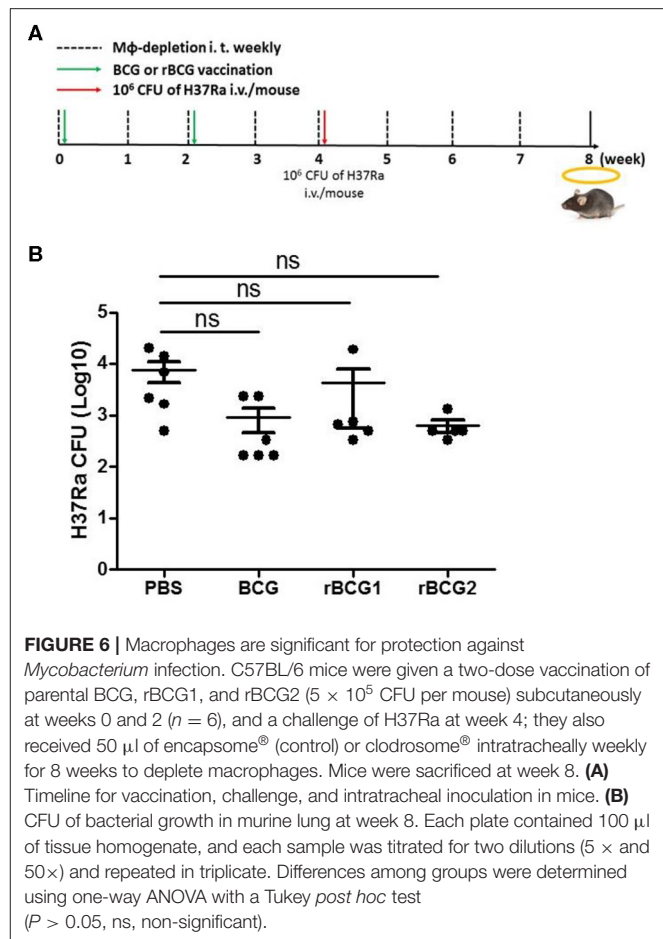 A
Mϕ-depletion i. t. weekly
BCG or rBCG vaccination
10⁶ CFU of H37Ra i.v./mouse
0 1 2 3 4 5 6 7 8 (week)
10⁶ CFU of H37Ra
i.v./mouse
B
ns
ns
ns
H37Ra CFU (Log10)
5
4
3
2
1
0
PBS BCG rBCG1 rBCG2
FIGURE 6 | Macrophages are significant for protection against
Mycobacterium infection. C57BL/6 mice were given a two-dose vaccination of
parental BCG, rBCG1, and rBCG2 (5 × 10⁵ CFU per mouse) subcutaneously
at weeks 0 and 2 (n = 6), and a challenge of H37Ra at week 4; they also
received 50 μl of encapsome® (control) or clodrosome® intratracheally weekly
for 8 weeks to deplete macrophages. Mice were sacrificed at week 8. (A)
Timeline for vaccination, challenge, and intratracheal inoculation in mice. (B)
CFU of bacterial growth in murine lung at week 8. Each plate contained 100 μl
of tissue homogenate, and each sample was titrated for two dilutions (5 × and
50×) and repeated in triplicate. Differences among groups were determined
using one-way ANOVA with a Tukey post hoc test
(P > 0.05, ns, non-significant).